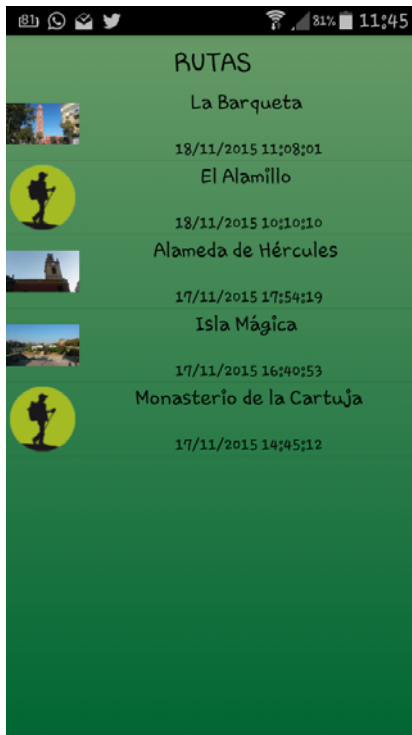 81 81% 11:45
RUTAS
La Barqueta
18/11/2015 11:08:01
El Alamillo
18/11/2015 10:10:10
Alameda de Hércules
17/11/2015 17:54:19
Isla Mágica
17/11/2015 16:40:53
Monasterio de la Cartuja
17/11/2015 14:45:12